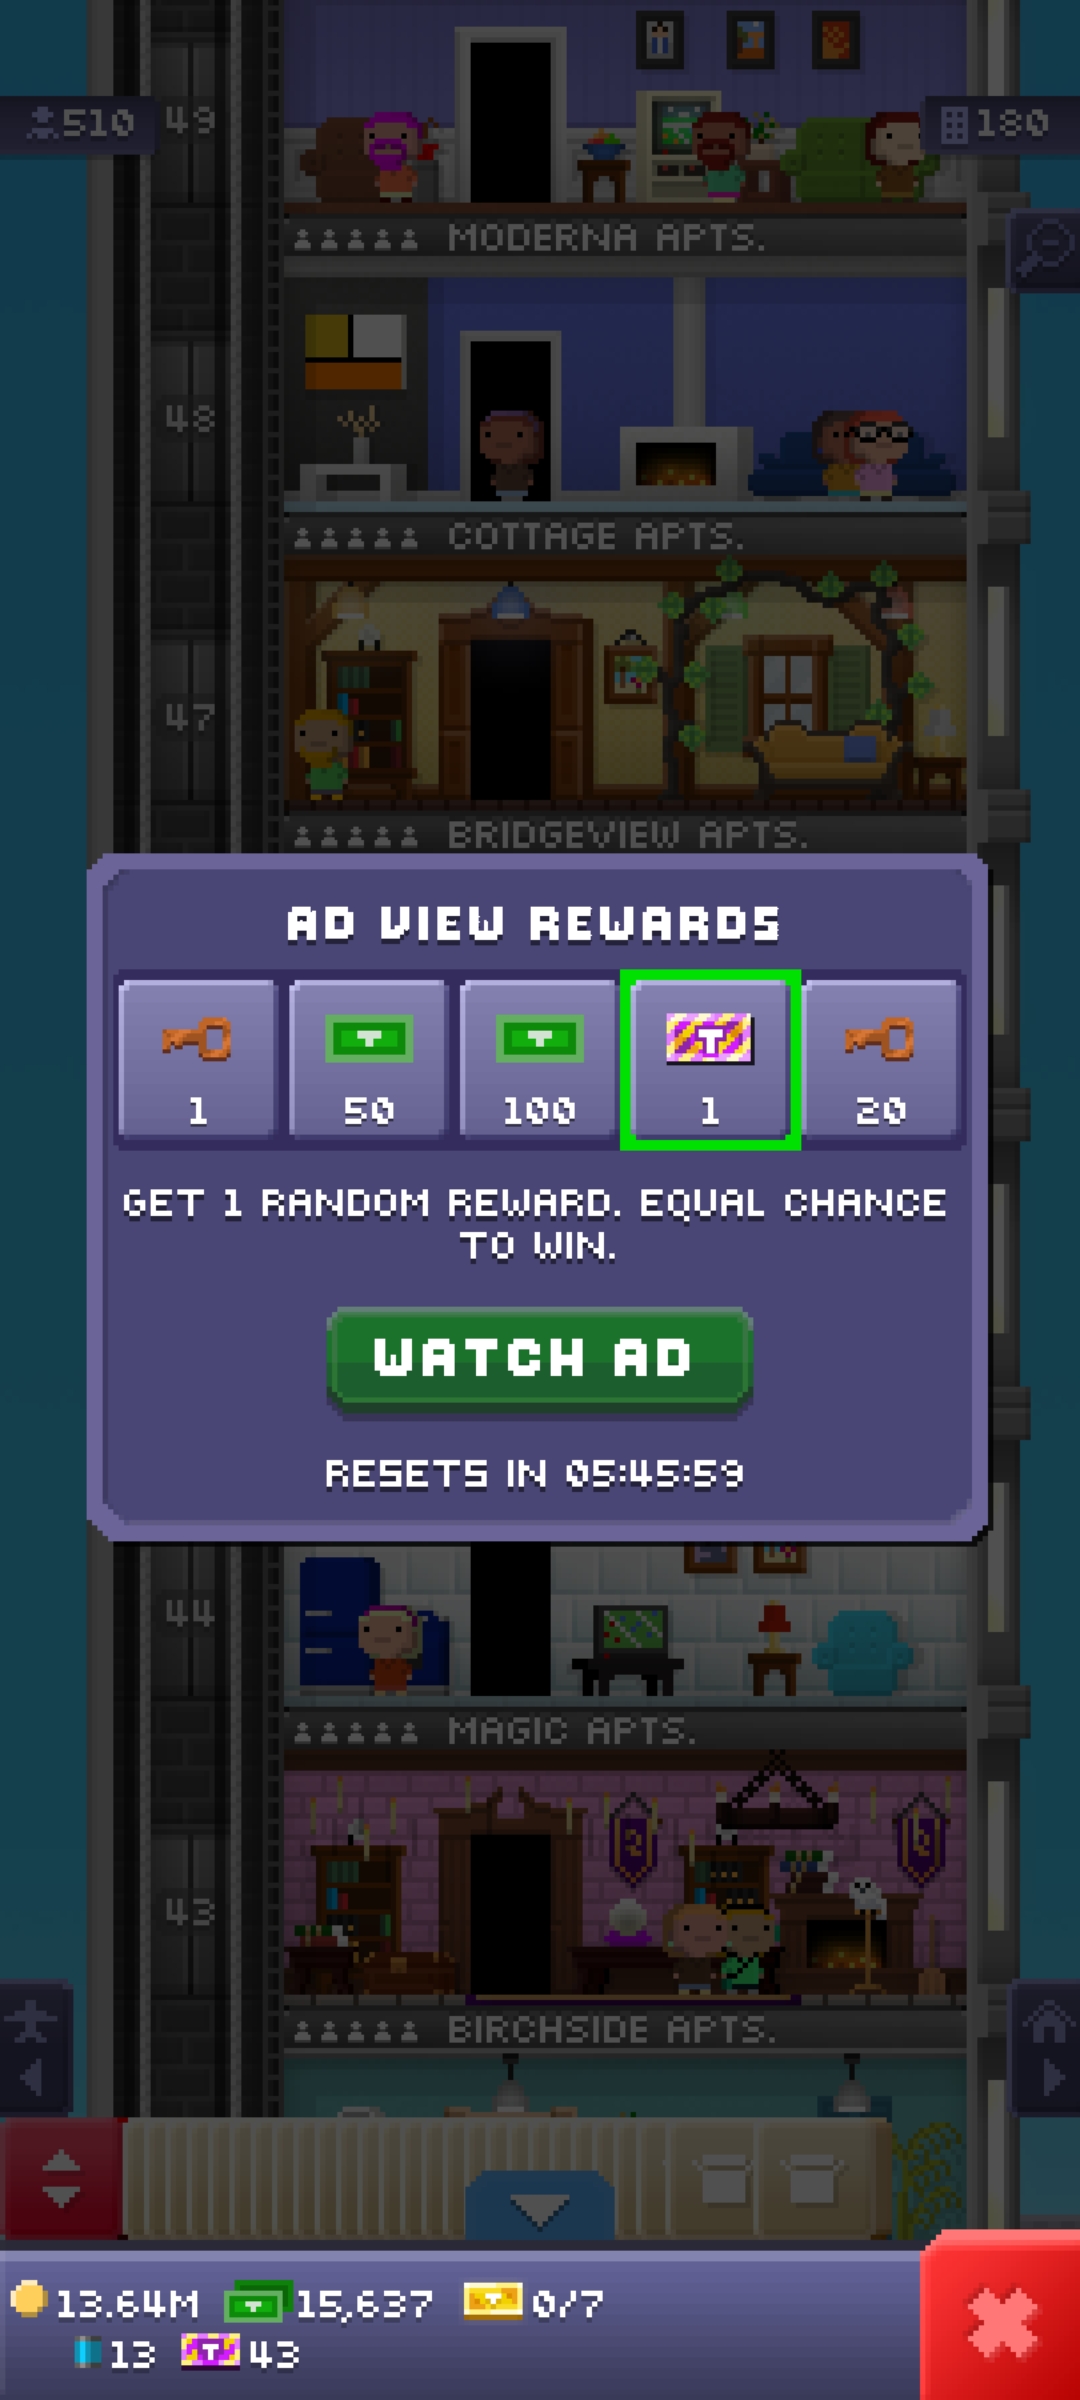 510
49
180
MODERNA APTS.
48
COTTAGE APTS.
47
BRIDGEVIEW APTS.
AD VIEW REWARDS
1
50
100
T
1
20
GET 1 RANDOM REWARD. EQUAL CHANCE
TO WIN.
WATCH AD
RESETS IN 05:45:59
44
MAGIC APTS.
43
BIRCHSIDE APTS.
13.64M
15,637
0/7
13
T
43